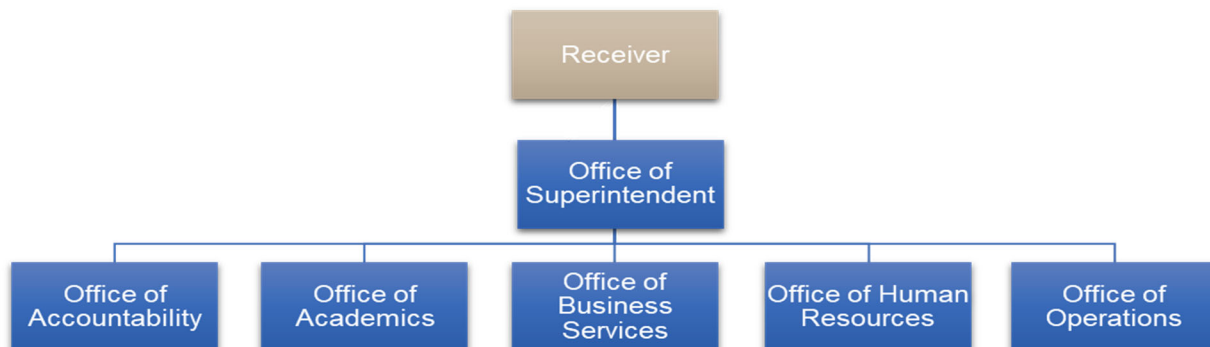 Receiver
Office of
Superintendent
Office of
Accountability
Office of
Academics
Office of
Business
Services
Office of Human
Resources
Office of
Operations